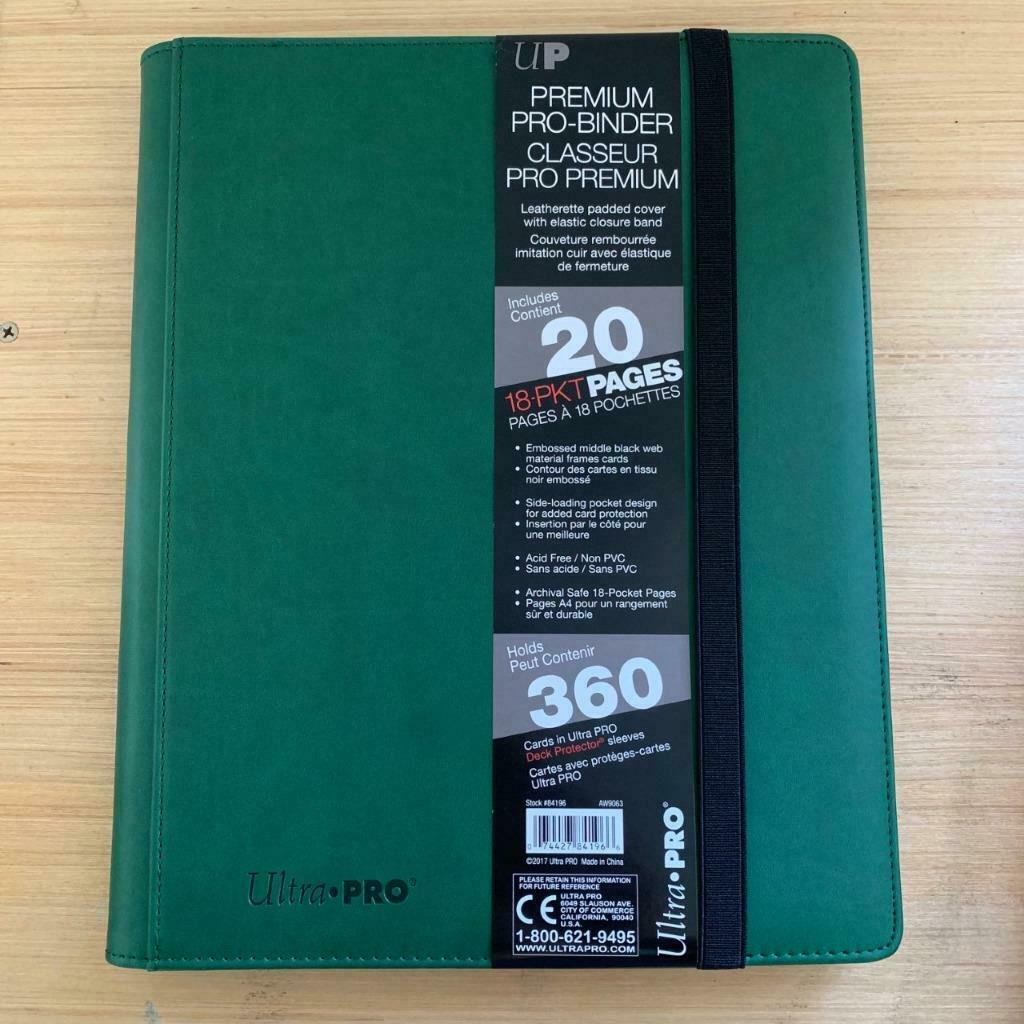 UP
PREMIUM
PRO-BINDER
CLASSEUR
PRO PREMIUM
Leatherette padded cover
with elastic closure band
Couveture rembourrée
imitation cuir avec élastique
de fermeture
Includes
Contient
20
18-PKT PAGES
PAGES À 18 POCHETTES
• Embossed middle black web
material frames cards
• Contour des cartes en tissu
noir embossé
• Side-loading pocket design
for added card protection
• Insertion par le côté pour
une meilleure
• Acid Free / Non PVC
• Sans acide / Sans PVC
• Archival Safe 18-Pocket Pages
• Pages A4 pour un rangement
sûr et durable
Holds
Peut Contenir
360
Cards in Ultra PRO
Deck Protector® sleeves
Cartes avec protèges-cartes
Ultra PRO
Stock #84196 AW9063
0 74427 84196 6
©2017 Ultra PRO Made in China
PLEASE RETAIN THIS INFORMATION
FOR FUTURE REFERENCE
CE
ULTRA PRO
6049 SLAUSON AVE.
CITY OF COMMERCE
CALIFORNIA, 90040
U.S.A.
1-800-621-9495
WWW.ULTRAPRO.COM
Ultra•PRO®
Ultra•PRO®